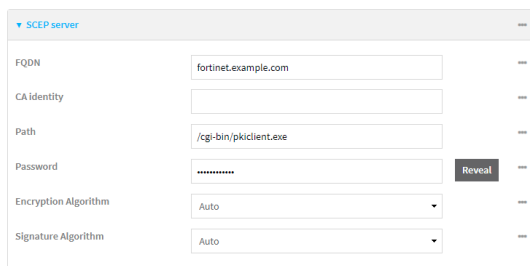 SCEP server
FQDN
fortinet.example.com
CA identity
Path
/cgi-bin/pkiclient.exe
Password
••••••••••••
Reveal
Encryption Algorithm
Auto
Signature Algorithm
Auto